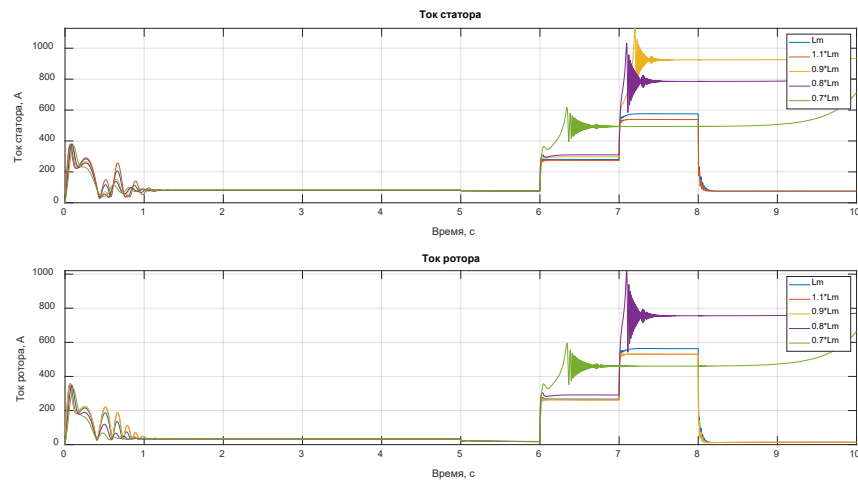 Ток статора
Ток статора, А
1000
800
600
400
200
0
0 1 2 3 4 5 6 7 8 9 10
Время, с
Lm
1.1*Lm
0.9*Lm
0.8*Lm
0.7*Lm
Ток ротора
Ток ротора, А
1000
800
600
400
200
0
0 1 2 3 4 5 6 7 8 9 10
Время, с
Lm
1.1*Lm
0.9*Lm
0.8*Lm
0.7*Lm